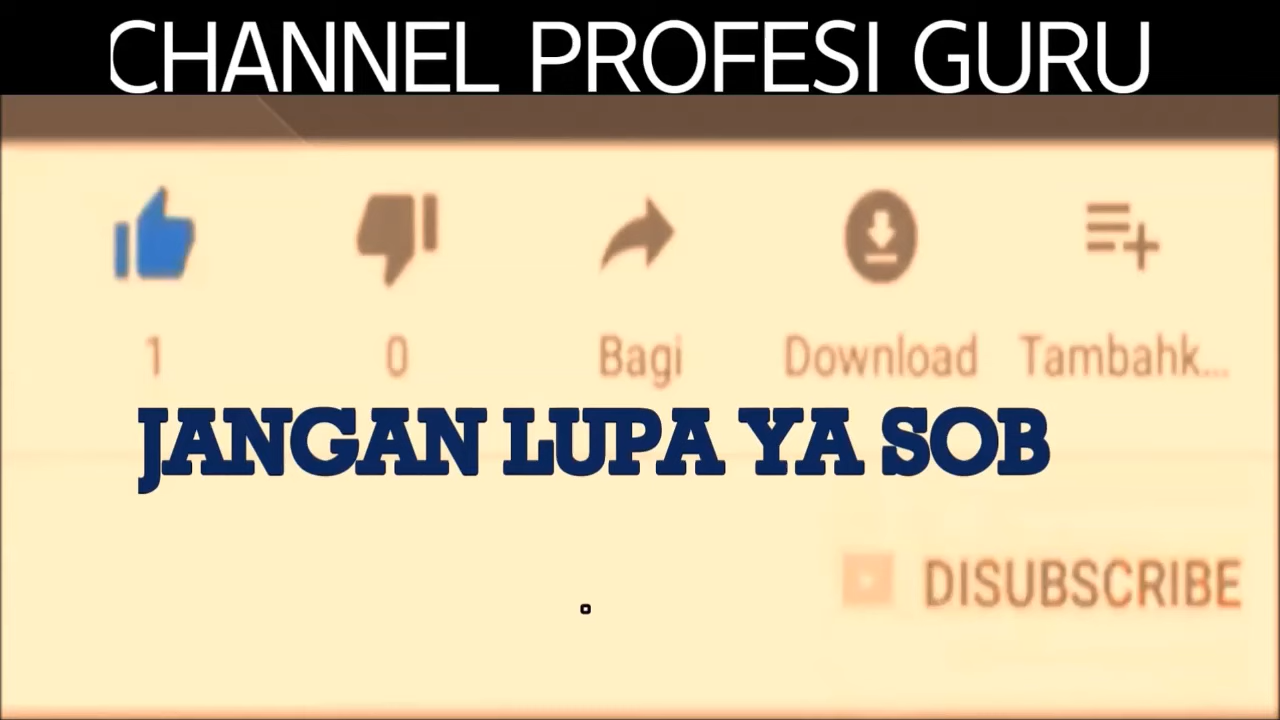 CHANNEL PROFESI GURU
1 0 Bagi Download Tambahk...
JANGAN LUPA YA SOB
DISUBSCRIBE